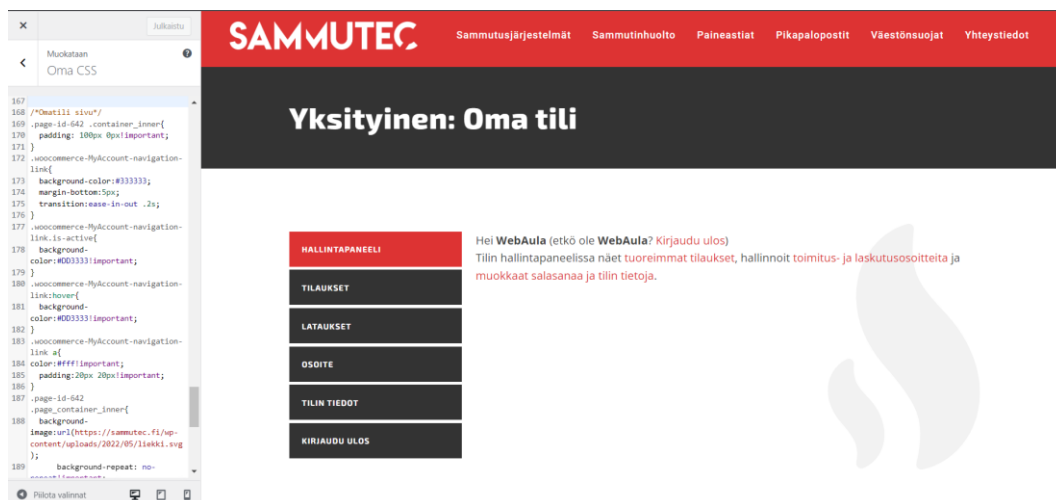 Julkaistu
Muokataan
Oma CSS
167
168 /*Omatili sivu*/
169 .page-id-642 .container_inner{
170 padding: 100px 0px!important;
171 }
172 .woocommerce-MyAccount-navigation-
link{
173 background-color:#333333;
174 margin-bottom:5px;
175 transition:ease-in-out .2s;
176 }
177 .woocommerce-MyAccount-navigation-
link.is-active{
178 background-
color:#DD3333!important;
179 }
180 .woocommerce-MyAccount-navigation-
link:hover{
181 background-
color:#DD3333!important;
182 }
183 .woocommerce-MyAccount-navigation-
link a{
184 color:#fff!important;
185 padding:20px 20px!important;
186 }
187 .page-id-642
.page_container_inner{
188 background-
image:url(https://sammutec.fi/wp-
content/uploads/2022/05/liekki.svg
);
189 background-repeat: no-
repeat!important;
Piilota valinnat
SAMMUTEC
Sammutusjärjestelmät Sammutinhuolto Paineastiat Pikapalopostit Väestönsuojat Yhteystiedot
Yksityinen: Oma tili
HALLINTAPANEELI
TILAUKSET
LATAUKSET
OSOITE
TILIN TIEDOT
KIRJAUDU ULOS
Hei WebAula (etkö ole WebAula? Kirjaudu ulos)
Tilin hallintapaneelissa näet tuoreimmat tilaukset, hallinnoit toimitus- ja laskutusosoitteita ja
muokkaat salasanaa ja tilin tietoja.